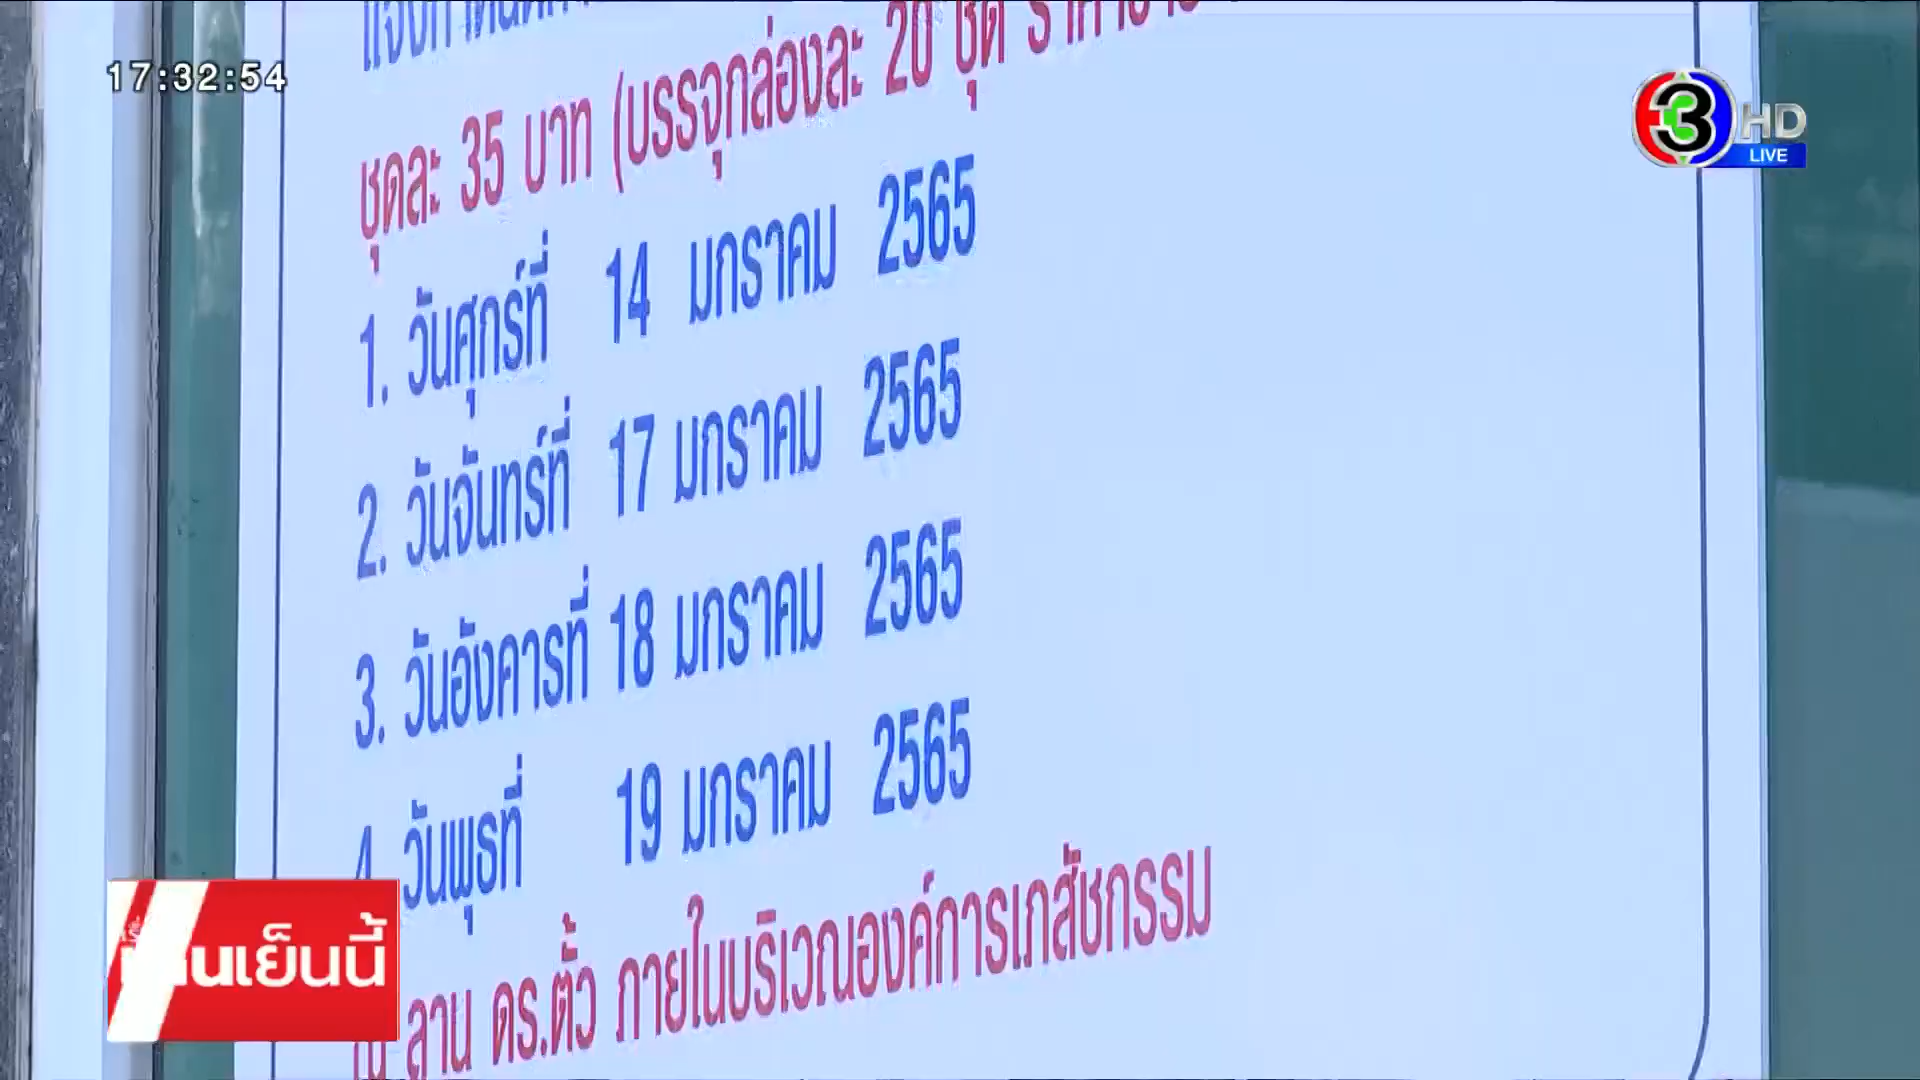 17:32:54
3 HD
LIVE
ชุดละ 35 บาท (บรรจุกล่องละ 20 ชุด
1. วันศุกร์ที่ 14 มกราคม 2565
2. วันจันทร์ที่ 17 มกราคม 2565
3. วันอังคารที่ 18 มกราคม 2565
4. วันพุธที่ 19 มกราคม 2565
ณ ลาน ดร.ตั้ว ภายในบริเวณองค์การเภสัชกรรม
เย็นนี้